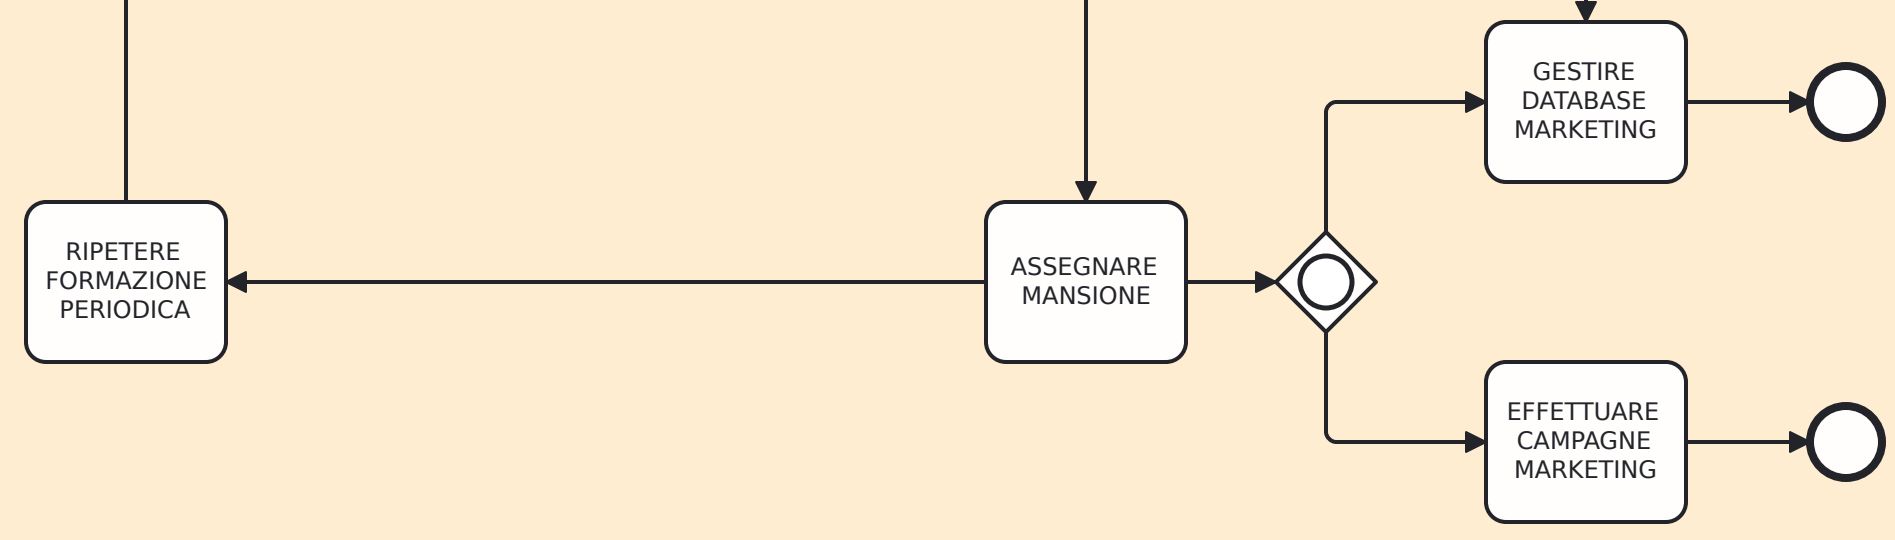 GESTIRE
DATABASE
MARKETING
RIPETERE
FORMAZIONE
PERIODICA
ASSEGNARE
MANSIONE
EFFETTUARE
CAMPAGNE
MARKETING